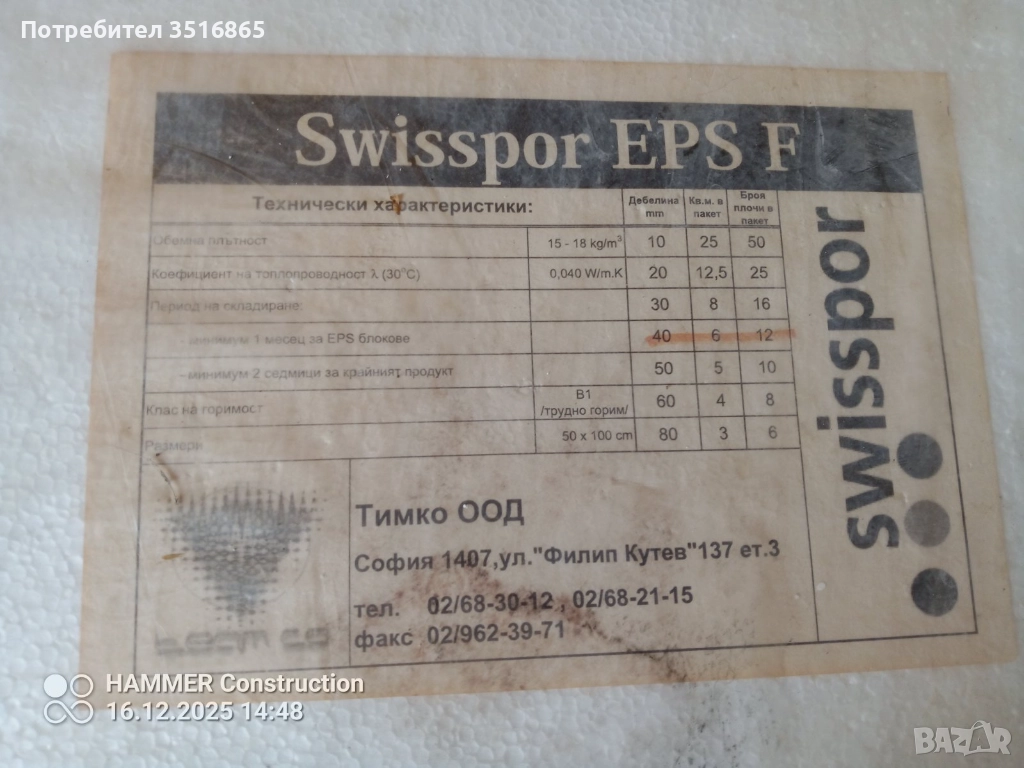 Потребител 3516865
Swisspor EPS F
Технически характеристики: Дебелина mm Кв.м. в пакет Броя плочи в пакет
Обемна плътност 15 - 18 kg/m³ 10 25 50
Коефициент на топлопроводност λ (30°C) 0,040 W/m.K 20 12,5 25
Период на складиране: 30 8 16
- минимум 1 месец за EPS блокове 40 6 12
- минимум 2 седмици за крайният продукт 50 5 10
Клас на горимост B1 /трудно горим/ 60 4 8
Размери 50 x 100 cm 80 3 6
swisspor
Тимко ООД
София 1407,ул."Филип Кутев"137 ет.3
тел. 02/68-30-12 , 02/68-21-15
факс 02/962-39-71
HAMMER Construction
16.12.2025 14:48
BAZAR